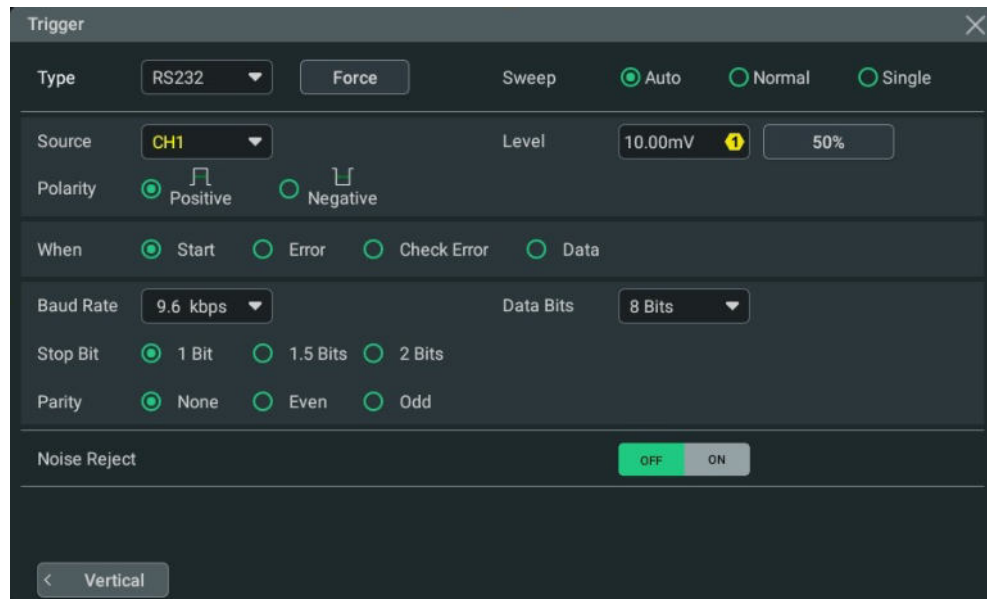 Trigger
Type RS232 Force Sweep Auto Normal Single
Source CH1 Level 10.00mV 1 50%
Polarity Positive Negative
When Start Error Check Error Data
Baud Rate 9.6 kbps Data Bits 8 Bits
Stop Bit 1 Bit 1.5 Bits 2 Bits
Parity None Even Odd
Noise Reject OFF ON
< Vertical